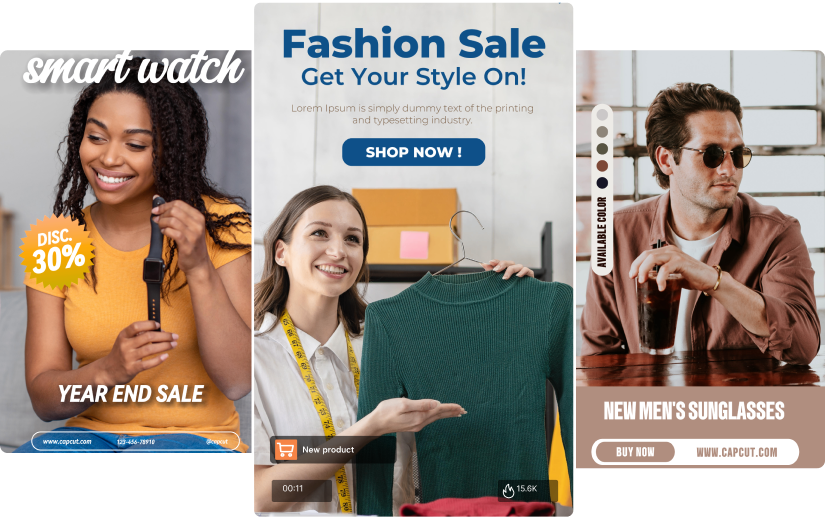 smart watch
DISC.
30%
YEAR END SALE
www.capcut.com
123-456-78910
@capcut
Fashion Sale
Get Your Style On!
Lorem Ipsum is simply dummy text of the printing
and typesetting industry.
SHOP NOW !
New product
00:11
15.6K
AVAILABLE COLOR
NEW MEN'S SUNGLASSES
BUY NOW
WWW.CAPCUT.COM